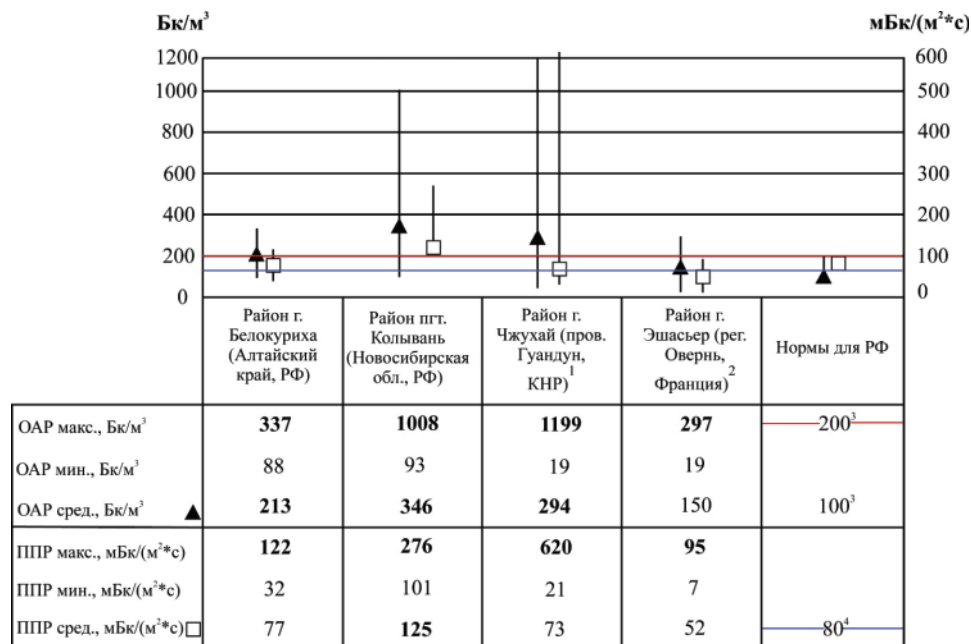 Бк/м³ мБк/(м²*с)
1200 600
1000 500
800 400
600 300
400 200
200 100
0 0
Район г. Белокуриха (Алтайский край, РФ)
Район пгт. Колывань (Новосибирская обл., РФ)
Район г. Чжухай (пров. Гуандун, КНР)¹
Район г. Эшасьер (рег. Овернь, Франция)²
Нормы для РФ
ОАР макс., Бк/м³ 337 1008 1199 297 200³
ОАР мин., Бк/м³ 88 93 19 19
ОАР сред., Бк/м³ 213 346 294 150 100³
ППР макс., мБк/(м²*с) 122 276 620 95
ППР мин., мБк/(м²*с) 32 101 21 7
ППР сред., мБк/(м²*с) 77 125 73 52 80⁴